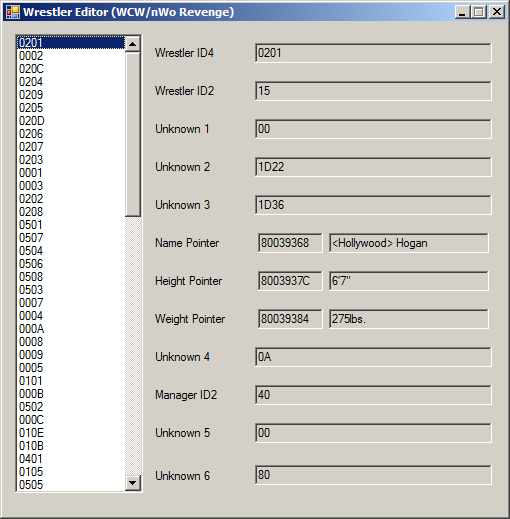 Wrestler Editor (WCW/nWo Revenge)
0201
0002
020C
0204
0209
0205
020D
0206
0207
0203
0001
0003
0202
0208
0501
0507
0504
0506
0508
0503
0007
0004
000A
0008
0009
0005
0101
000B
0502
000C
010E
010B
0401
0105
0505
Wrestler ID4 0201
Wrestler ID2 15
Unknown 1 00
Unknown 2 1D22
Unknown 3 1D36
Name Pointer 80039368 <Hollywood> Hogan
Height Pointer 8003937C 6'7"
Weight Pointer 80039384 275lbs.
Unknown 4 0A
Manager ID2 40
Unknown 5 00
Unknown 6 80